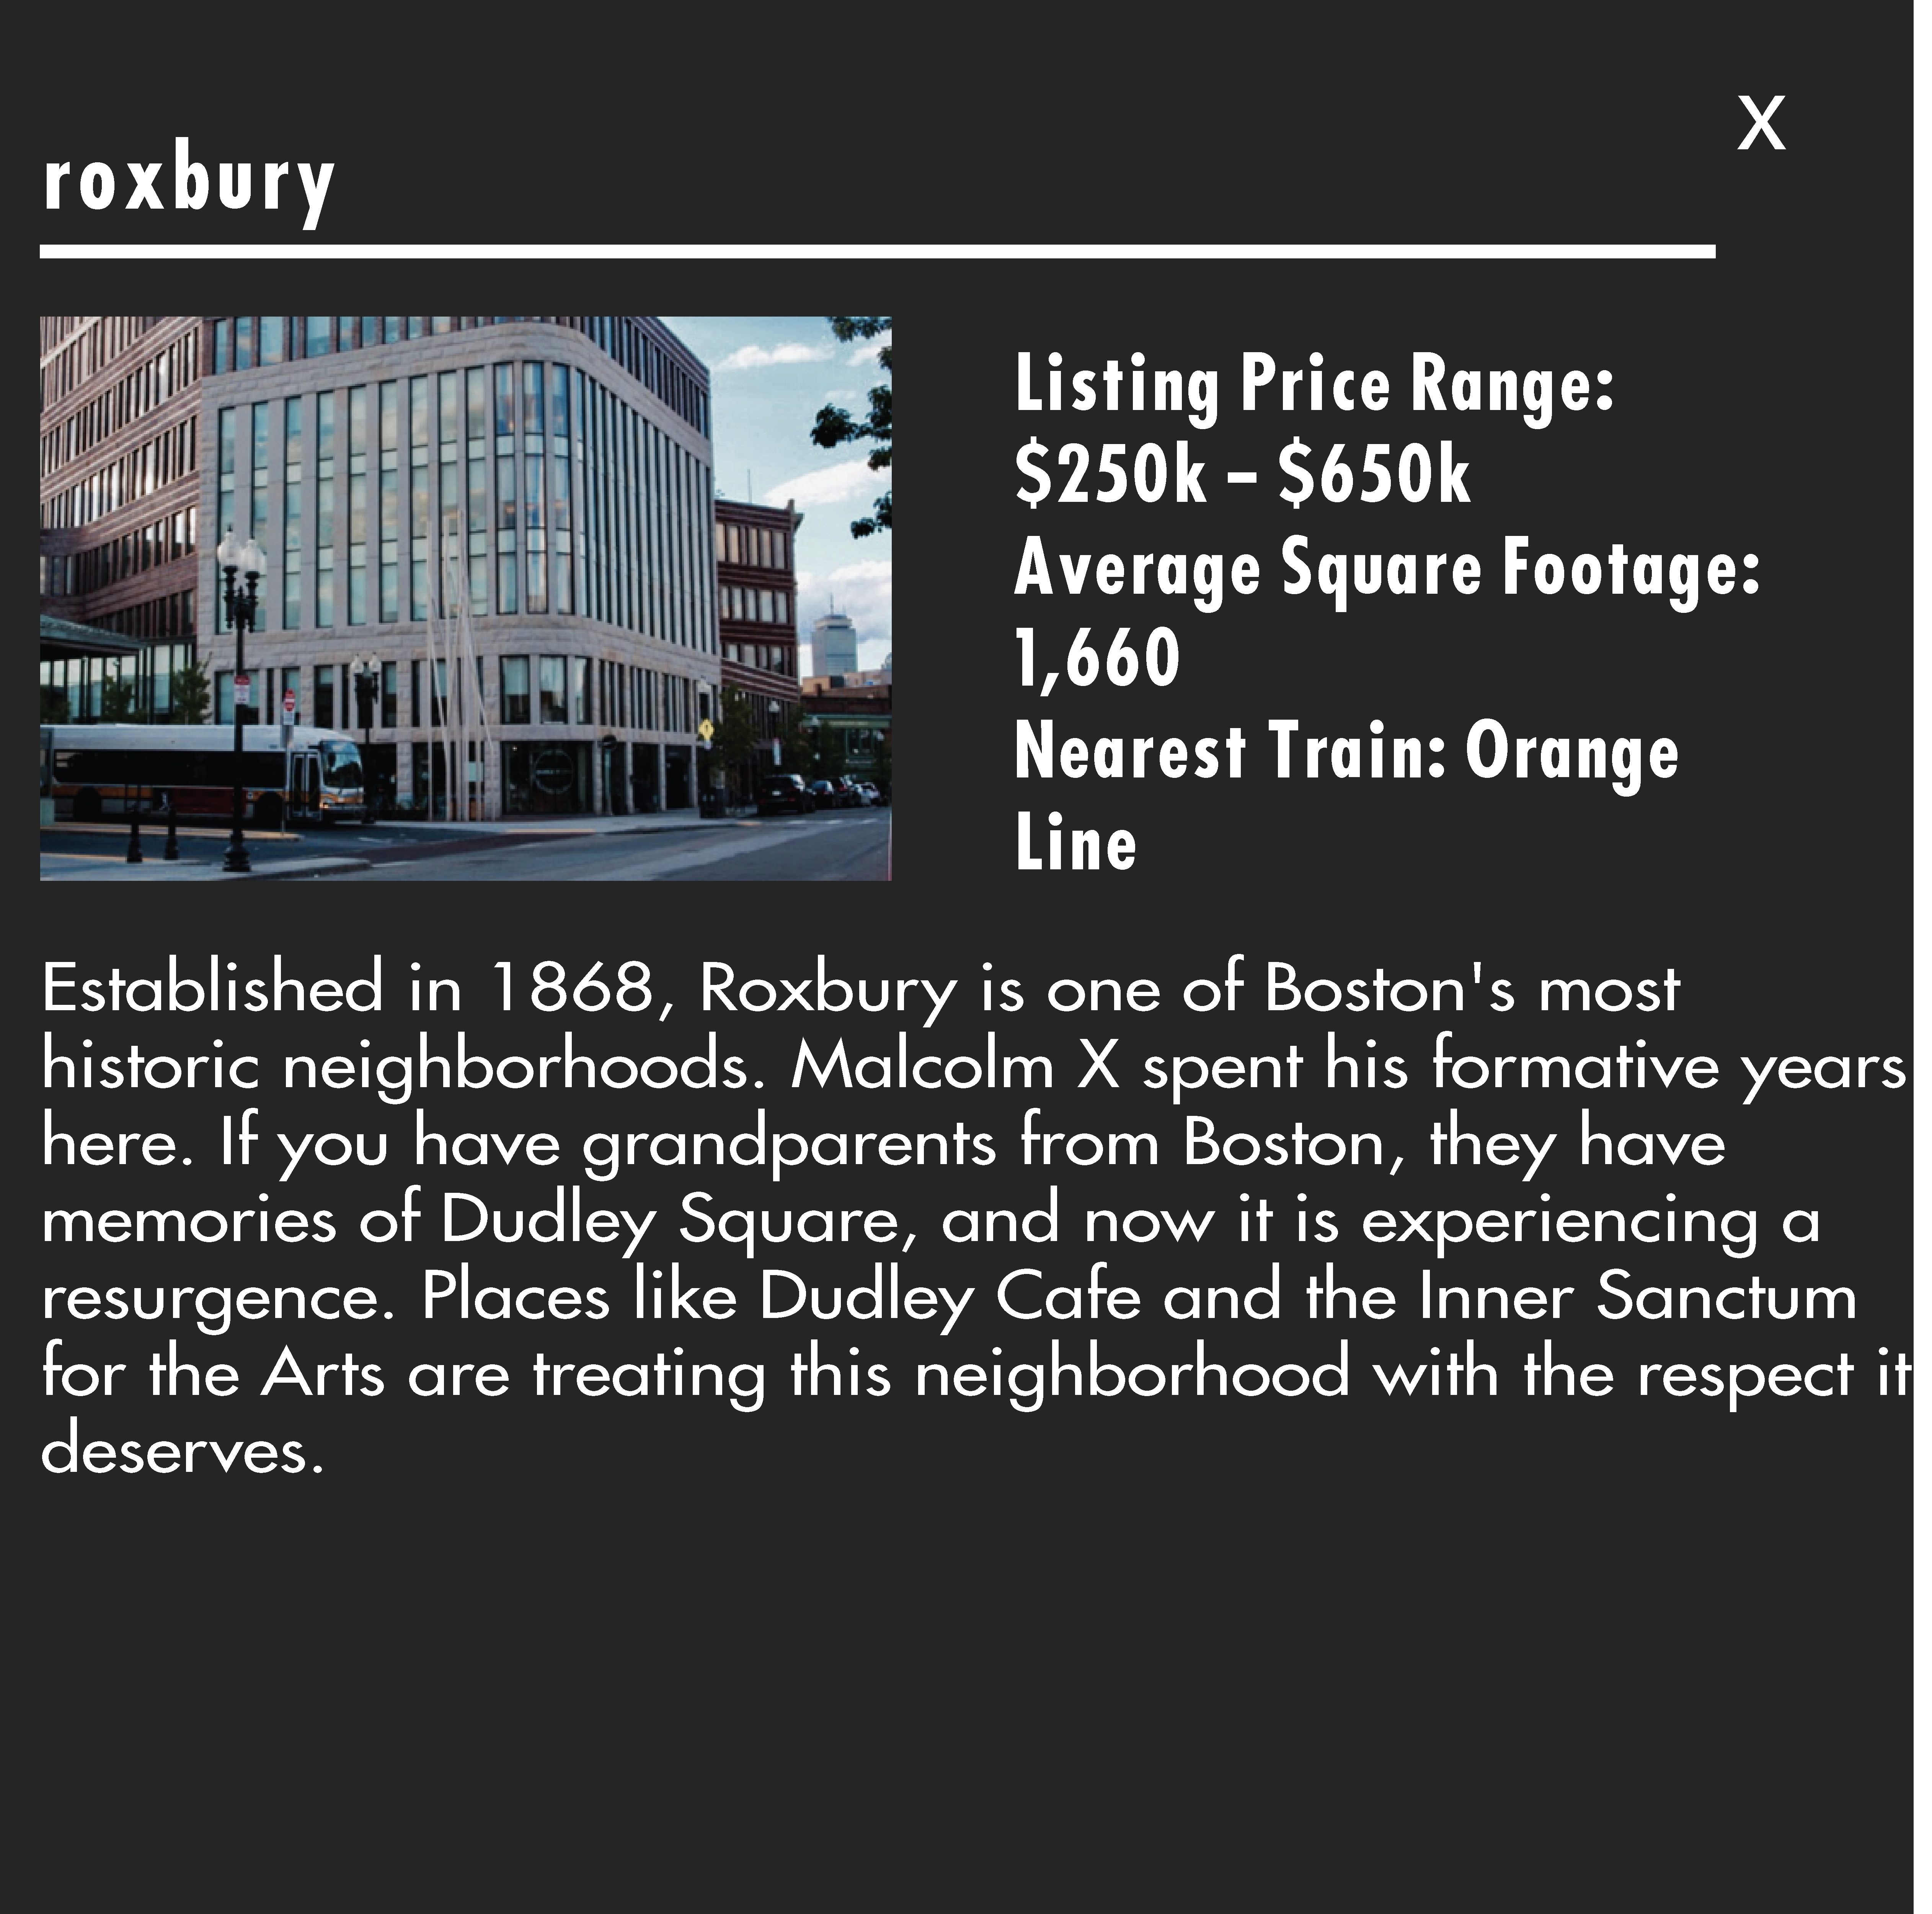 X
roxbury
Listing Price Range:
$250k – $650k
Average Square Footage:
1,660
Nearest Train: Orange
Line
Established in 1868, Roxbury is one of Boston's most
historic neighborhoods. Malcolm X spent his formative years
here. If you have grandparents from Boston, they have
memories of Dudley Square, and now it is experiencing a
resurgence. Places like Dudley Cafe and the Inner Sanctum
for the Arts are treating this neighborhood with the respect it
deserves.